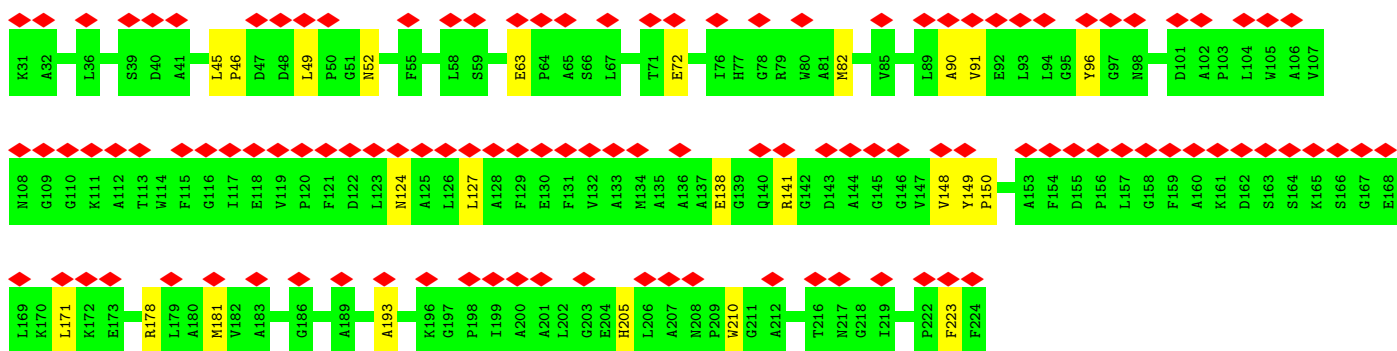 K31 A32 L36 S39 D40 A41 L45 P46 D47 D48 L49 P50 G51 N52 F55 L58 S59 E63 P64 A65 S66 L67 T71 E72 I76 H77 G78 R79 W80 A81 M82 V85 L89 A90 V91 E92 L93 L94 G95 Y96 G97 N98 D101 A102 P103 L104 W105 A106 V107
N108 G109 G110 K111 A112 T113 W114 F115 G116 I117 E118 V119 P120 F121 D122 L123 N124 A125 L126 L127 A128 F129 E130 F131 V132 A133 M134 A135 A136 A137 E138 G139 Q140 R141 G142 D143 A144 G145 G146 V147 V148 Y149 P150 A153 F154 D155 P156 L157 G158 F159 A160 K161 D162 S163 S164 K165 S166 G167 E168
L169 K170 L171 K172 E173 R178 L179 A180 M181 V182 A183 G186 A189 A193 K196 G197 P198 I199 A200 A201 L202 G203 E204 H205 L206 A207 N208 P209 W210 G211 A212 T216 N217 G218 I219 P222 F223 F224